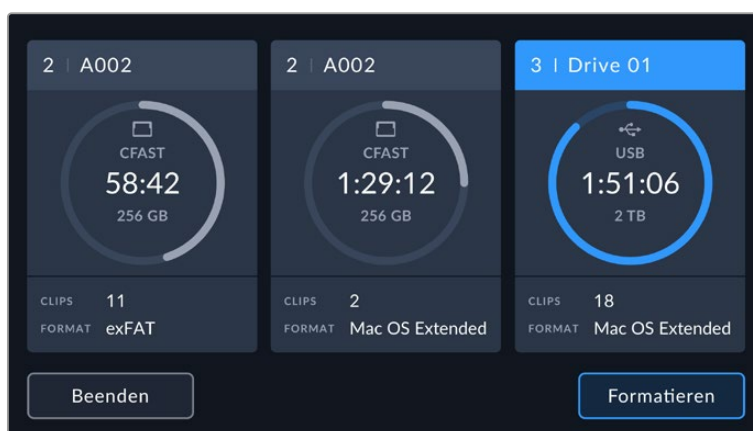 2 | A002
CFAST
58:42
256 GB
CLIPS 11
FORMAT exFAT
2 | A002
CFAST
1:29:12
256 GB
CLIPS 2
FORMAT Mac OS Extended
3 | Drive 01
USB
1:51:06
2 TB
CLIPS 18
FORMAT Mac OS Extended
Beenden
Formatieren